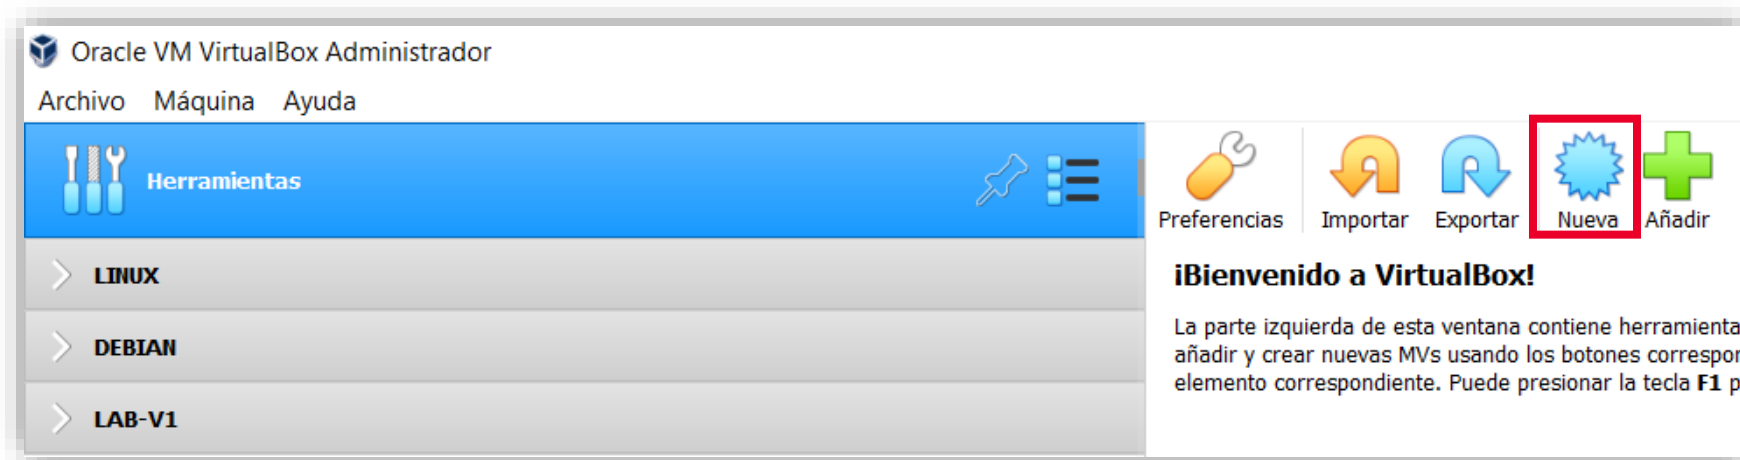 Oracle VM VirtualBox Administrador
Archivo Máquina Ayuda
Herramientas
LINUX
DEBIAN
LAB-V1
Preferencias Importar Exportar Nueva Añadir
¡Bienvenido a VirtualBox!
La parte izquierda de esta ventana contiene herramienta
añadir y crear nuevas MVs usando los botones correspor
elemento correspondiente. Puede presionar la tecla F1 p